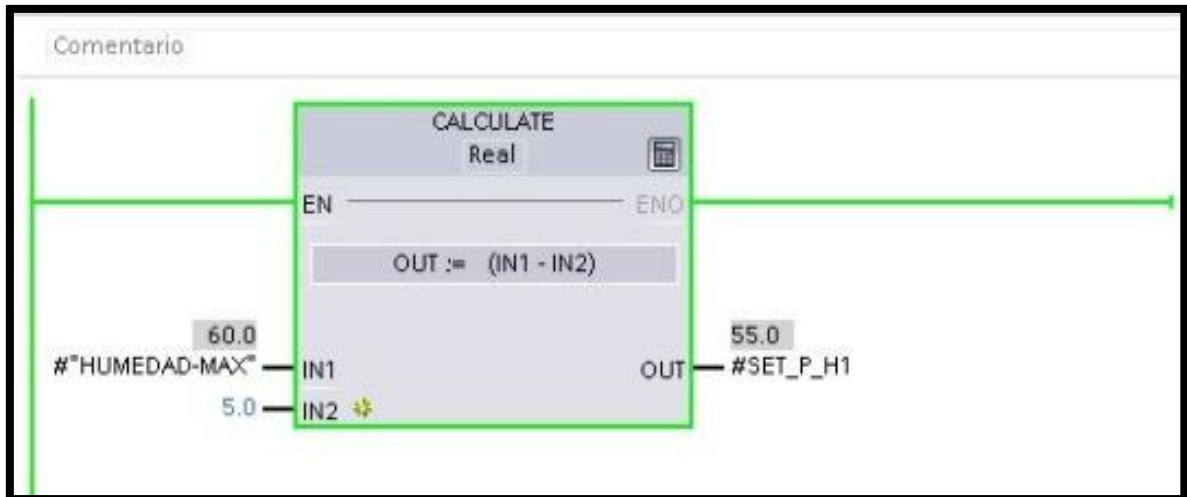 Comentario
CALCULATE
Real
EN ENO
OUT := (IN1 - IN2)
60.0 55.0
#"HUMEDAD-MAX" IN1 OUT #SET_P_H1
5.0 IN2